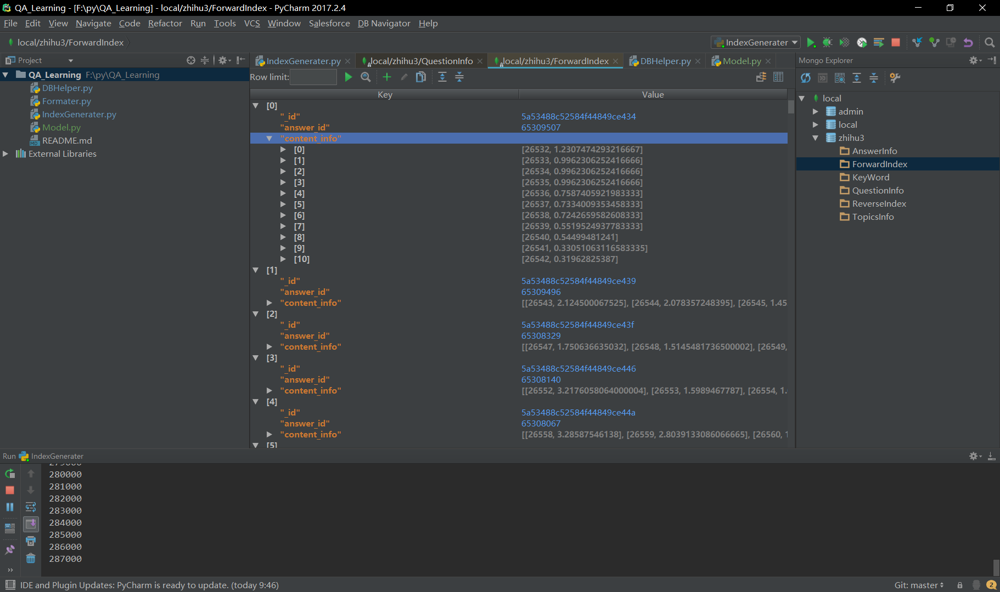 QA_Learning - [F:\py\QA_Learning] - local/zhihu3/ForwardIndex - PyCharm 2017.2.4
File Edit View Navigate Code Refactor Run Tools VCS Window Salesforce DB Navigator Help
local/zhihu3/ForwardIndex
IndexGenerater
Project
IndexGenerater.py
local/zhihu3/QuestionInfo
local/zhihu3/ForwardIndex
DBHelper.py
Model.py
Mongo Explorer
QA_Learning F:\py\QA_Learning
DBHelper.py
Formater.py
IndexGenerater.py
Model.py
README.md
External Libraries
Row limit:
Key Value
[0]
"_id" 5a53488c52584f44849ce434
"answer_id" 65309507
"content_info"
[0] [26532, 1.2307474293216667]
[1] [26533, 0.9962306252416666]
[2] [26534, 0.9962306252416666]
[3] [26535, 0.9962306252416666]
[4] [26536, 0.7587405921983333]
[5] [26537, 0.7334009353458333]
[6] [26538, 0.7242659582608333]
[7] [26539, 0.5519524937783333]
[8] [26540, 0.54499481241]
[9] [26541, 0.33051063116583335]
[10] [26542, 0.31962825387]
[1]
"_id" 5a53488c52584f44849ce439
"answer_id" 65309496
"content_info" [[26543, 2.124500067525], [26544, 2.078357248395], [26545, 1.45
[2]
"_id" 5a53488c52584f44849ce43f
"answer_id" 65308329
"content_info" [[26547, 1.750636635032], [26548, 1.5145481736500002], [26549,
[3]
"_id" 5a53488c52584f44849ce446
"answer_id" 65308140
"content_info" [[26552, 3.2176058064000004], [26553, 1.5989467787], [26554, 1.
[4]
"_id" 5a53488c52584f44849ce44a
"answer_id" 65308067
"content_info" [[26558, 3.28587546138], [26559, 2.8039133086066665], [26560, 1
[5]
local
admin
local
zhihu3
AnswerInfo
ForwardIndex
KeyWord
QuestionInfo
ReverseIndex
TopicsInfo
Run IndexGenerater
279000
280000
281000
282000
283000
284000
285000
286000
287000
IDE and Plugin Updates: PyCharm is ready to update. (today 9:46)
Git: master
2